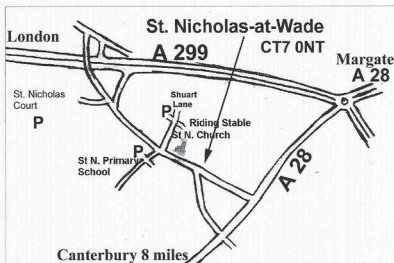 London
St. Nicholas-at-Wade
CT7 0NT
A 299
Margate
A 28
St. Nicholas
Court
P
Shuart
Lane
P
Riding Stable
St N. Church
P
St N. Primary
School
A 28
Canterbury 8 miles